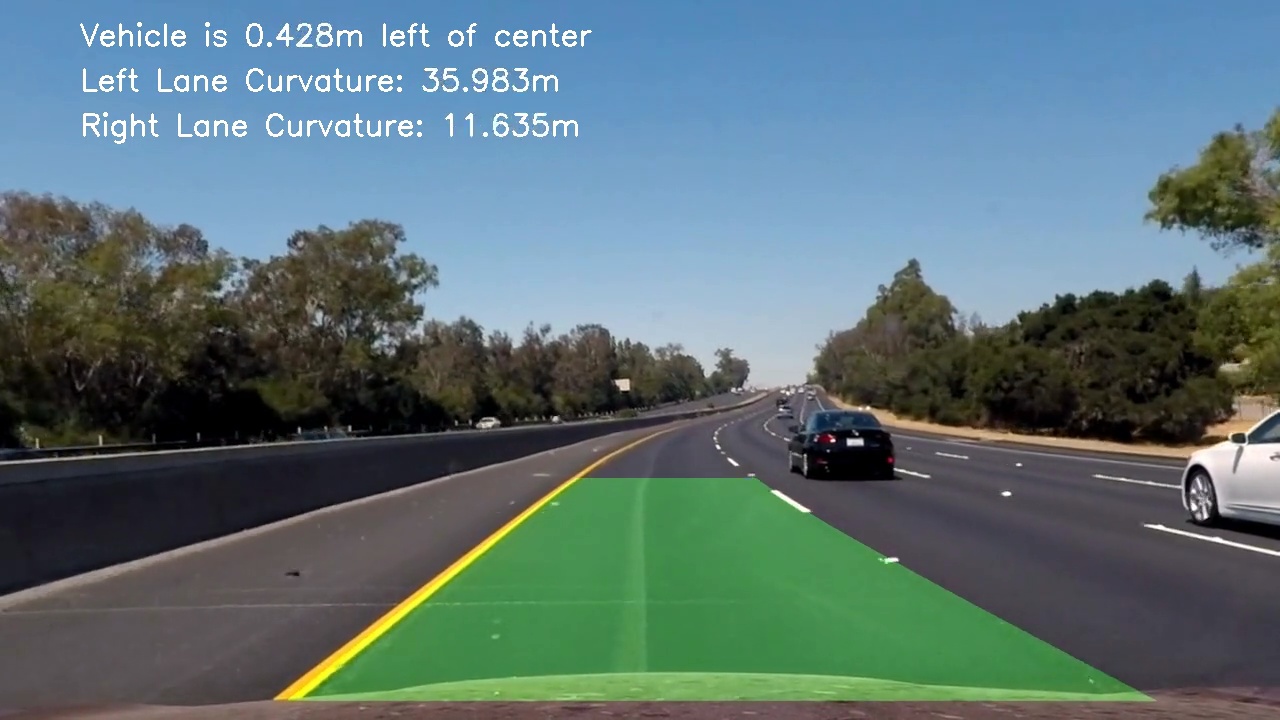 Vehicle is 0.428m left of center
Left Lane Curvature: 35.983m
Right Lane Curvature: 11.635m